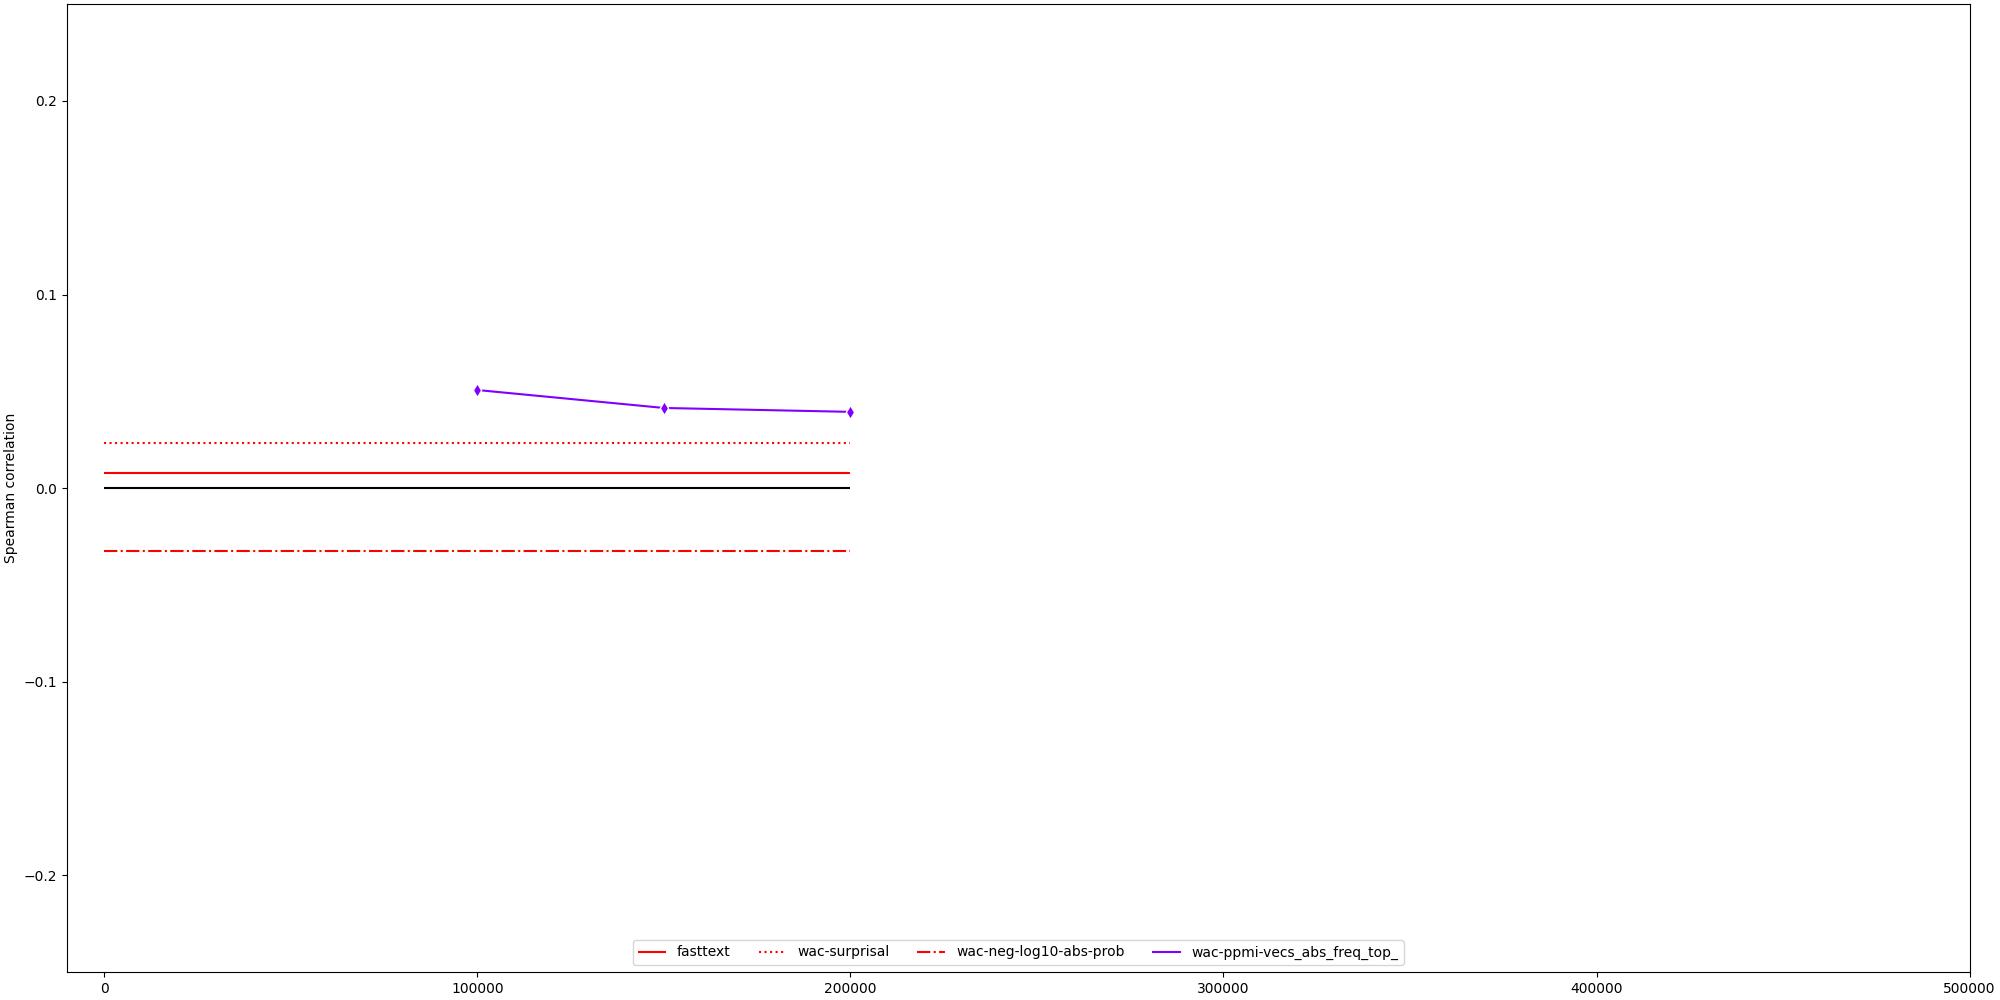 0.2
0.1
0.0
−0.1
−0.2
Spearman correlation
fasttext wac-surprisal wac-neg-log10-abs-prob wac-ppmi-vecs_abs_freq_top_
0 100000 200000 300000 400000 500000